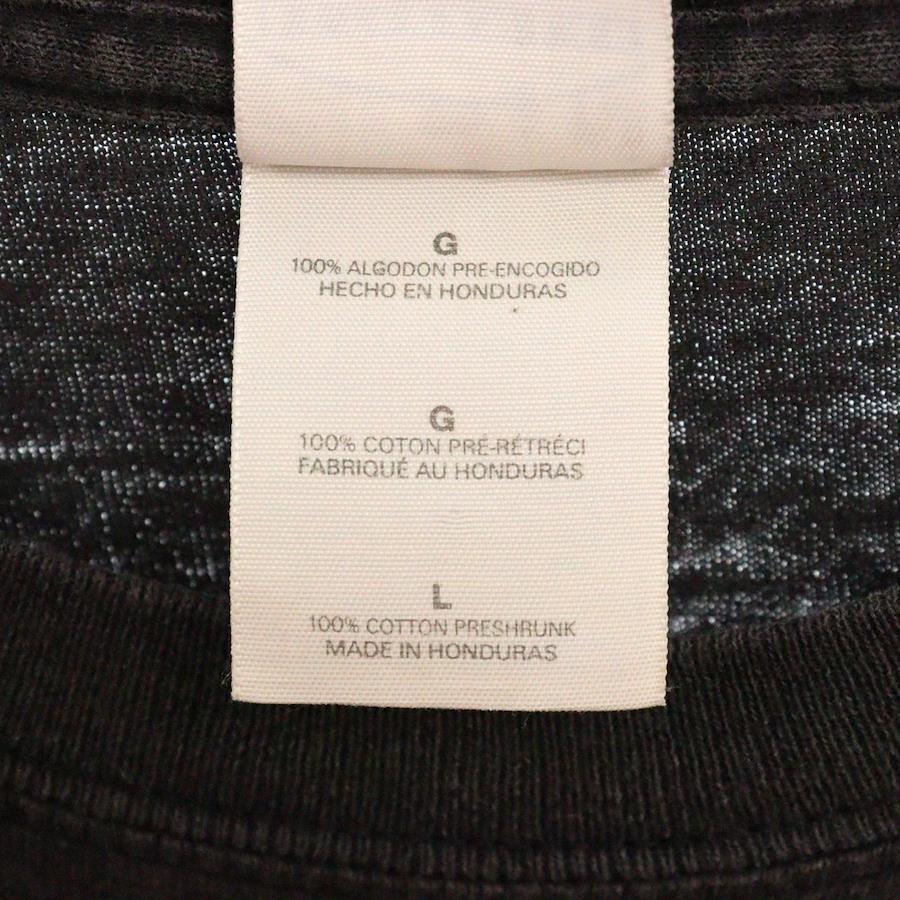 G
100% ALGODON PRE-ENCOGIDO
HECHO EN HONDURAS
G
100% COTON PRÉ-RÉTRÉCI
FABRIQUÉ AU HONDURAS
L
100% COTTON PRESHRUNK
MADE IN HONDURAS